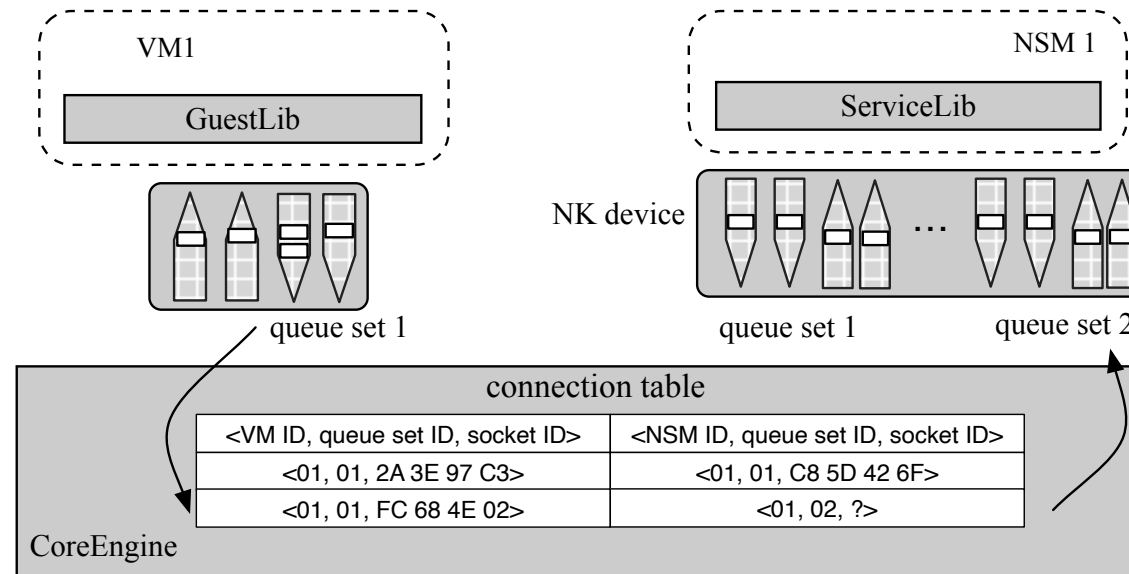 VM1
NSM 1
GuestLib
ServiceLib
NK device
...
queue set 1
queue set 1
queue set 2
connection table
<VM ID, queue set ID, socket ID>
<NSM ID, queue set ID, socket ID>
<01, 01, 2A 3E 97 C3>
<01, 01, C8 5D 42 6F>
<01, 01, FC 68 4E 02>
<01, 02, ?>
CoreEngine